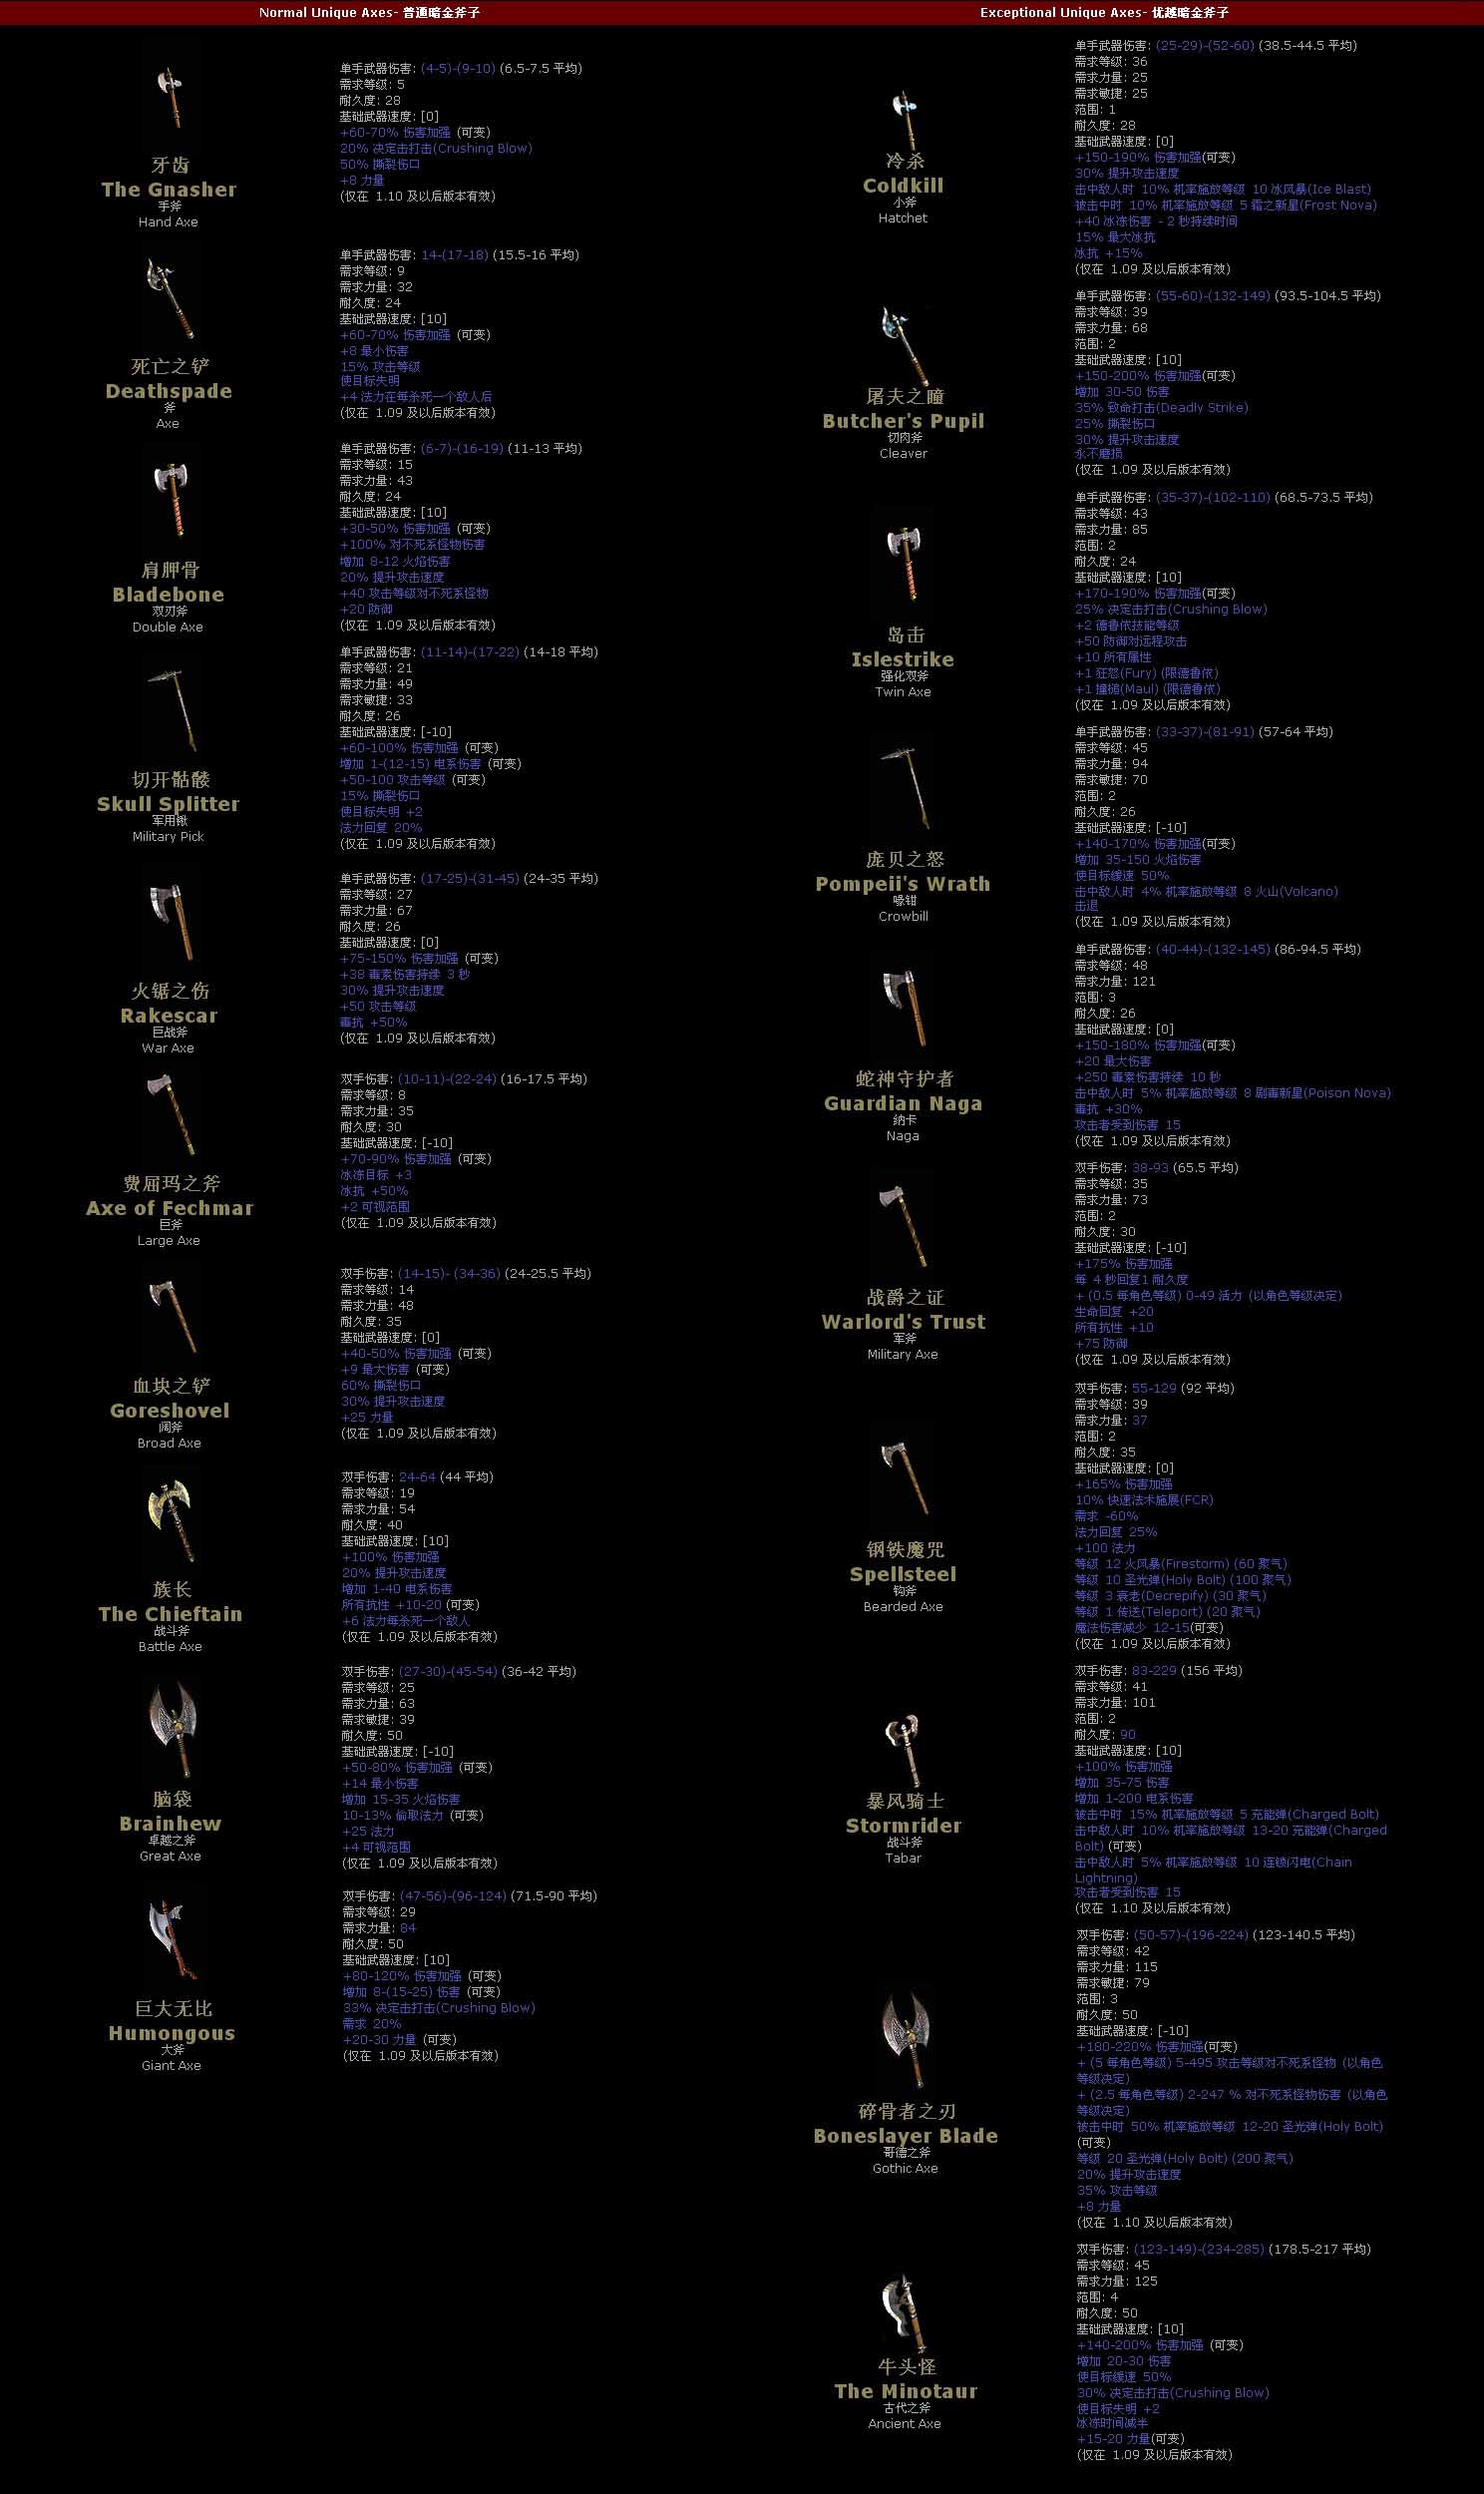 Normal Unique Axes- 普通暗金斧子
牙齿
The Gnasher
手斧
Hand Axe
单手武器伤害: (4-5)-(9-10) (6.5-7.5 平均)
需求等级: 5
耐久度: 28
基础武器速度: [0]
+60-70% 伤害加强 (可变)
20% 决定击打击(Crushing Blow)
50% 撕裂伤口
+8 力量
(仅在 1.10 及以后版本有效)
死亡之铲
Deathspade
斧
Axe
单手武器伤害: 14-(17-18) (15.5-16 平均)
需求等级: 9
需求力量: 32
耐久度: 24
基础武器速度: [10]
+60-70% 伤害加强 (可变)
+8 最小伤害
15% 攻击等级
使目标失明
+4 法力在每杀死一个敌人后
(仅在 1.09 及以后版本有效)
肩胛骨
Bladebone
双刃斧
Double Axe
单手武器伤害: (6-7)-(16-19) (11-13 平均)
需求等级: 15
需求力量: 43
耐久度: 24
基础武器速度: [10]
+30-50% 伤害加强 (可变)
+100% 对不死系怪物伤害
增加 8-12 火焰伤害
20% 提升攻击速度
+40 攻击等级对不死系怪物
+20 防御
(仅在 1.09 及以后版本有效)
切开骷髅
Skull Splitter
军用锹
Military Pick
单手武器伤害: (11-14)-(17-22) (14-18 平均)
需求等级: 21
需求力量: 49
需求敏捷: 33
耐久度: 26
基础武器速度: [-10]
+60-100% 伤害加强 (可变)
增加 1-(12-15) 电系伤害 (可变)
+50-100 攻击等级 (可变)
15% 撕裂伤口
使目标失明 +2
法力回复 20%
(仅在 1.09 及以后版本有效)
火锯之伤
Rakescar
巨战斧
War Axe
单手武器伤害: (17-25)-(31-45) (24-35 平均)
需求等级: 27
需求力量: 67
耐久度: 26
基础武器速度: [0]
+75-150% 伤害加强 (可变)
+38 毒素伤害持续 3 秒
30% 提升攻击速度
+50 攻击等级
毒抗 +50%
(仅在 1.09 及以后版本有效)
费屈玛之斧
Axe of Fechmar
巨斧
Large Axe
双手伤害: (10-11)-(22-24) (16-17.5 平均)
需求等级: 8
需求力量: 35
耐久度: 30
基础武器速度: [-10]
+70-90% 伤害加强 (可变)
冰冻目标 +3
冰抗 +50%
+2 可视范围
(仅在 1.09 及以后版本有效)
血块之铲
Goreshovel
阔斧
Broad Axe
双手伤害: (14-15)- (34-36) (24-25.5 平均)
需求等级: 14
需求力量: 48
耐久度: 35
基础武器速度: [0]
+40-50% 伤害加强 (可变)
+9 最大伤害 (可变)
60% 撕裂伤口
30% 提升攻击速度
+25 力量
(仅在 1.09 及以后版本有效)
族长
The Chieftain
战斗斧
Battle Axe
双手伤害: 24-64 (44 平均)
需求等级: 19
需求力量: 54
耐久度: 40
基础武器速度: [10]
+100% 伤害加强
20% 提升攻击速度
增加 1-40 电系伤害
所有抗性 +10-20 (可变)
+6 法力每杀死一个敌人
(仅在 1.09 及以后版本有效)
脑袋
Brainhew
卓越之斧
Great Axe
双手伤害: (27-30)-(45-54) (36-42 平均)
需求等级: 25
需求力量: 63
需求敏捷: 39
耐久度: 50
基础武器速度: [-10]
+50-80% 伤害加强 (可变)
+14 最小伤害
增加 15-35 火焰伤害
10-13% 偷取法力 (可变)
+25 法力
+4 可视范围
(仅在 1.09 及以后版本有效)
巨大无比
Humongous
大斧
Giant Axe
双手伤害: (47-56)-(96-124) (71.5-90 平均)
需求等级: 29
需求力量: 84
耐久度: 50
基础武器速度: [10]
+80-120% 伤害加强 (可变)
增加 8-(15-25) 伤害 (可变)
33% 决定击打击(Crushing Blow)
需求 20%
+20-30 力量 (可变)
(仅在 1.09 及以后版本有效)
Exceptional Unique Axes- 优越暗金斧子
冷杀
Coldkill
小斧
Hatchet
单手武器伤害: (25-29)-(52-60) (38.5-44.5 平均)
需求等级: 36
需求力量: 25
需求敏捷: 25
范围: 1
耐久度: 28
基础武器速度: [0]
+150-190% 伤害加强(可变)
30% 提升攻击速度
击中敌人时 10% 机率施放等级 10 冰风暴(Ice Blast)
被击中时 10% 机率施放等级 5 霜之新星(Frost Nova)
+40 冰冻伤害 - 2 秒持续时间
15% 最大冰抗
冰抗 +15%
(仅在 1.09 及以后版本有效)
屠夫之瞳
Butcher's Pupil
切肉斧
Cleaver
单手武器伤害: (55-60)-(132-149) (93.5-104.5 平均)
需求等级: 39
需求力量: 68
范围: 2
基础武器速度: [10]
+150-200% 伤害加强(可变)
增加 30-50 伤害
35% 致命打击(Deadly Strike)
25% 撕裂伤口
30% 提升攻击速度
永不磨损
(仅在 1.09 及以后版本有效)
岛击
Islestrike
强化双斧
Twin Axe
单手武器伤害: (35-37)-(102-110) (68.5-73.5 平均)
需求等级: 43
需求力量: 85
范围: 2
耐久度: 24
基础武器速度: [10]
+170-190% 伤害加强(可变)
25% 决定击打击(Crushing Blow)
+2 德鲁依技能等级
+50 防御对远程攻击
+10 所有属性
+1 狂怒(Fury) (限德鲁依)
+1 撞槌(Maul) (限德鲁依)
(仅在 1.09 及以后版本有效)
庞贝之怒
Pompeii's Wrath
喙钳
Crowbill
单手武器伤害: (33-37)-(81-91) (57-64 平均)
需求等级: 45
需求力量: 94
需求敏捷: 70
范围: 2
耐久度: 26
基础武器速度: [-10]
+140-170% 伤害加强(可变)
增加 35-150 火焰伤害
使目标缓速 50%
击中敌人时 4% 机率施放等级 8 火山(Volcano)
击退
(仅在 1.09 及以后版本有效)
蛇神守护者
Guardian Naga
纳卡
Naga
单手武器伤害: (40-44)-(132-145) (86-94.5 平均)
需求等级: 48
需求力量: 121
范围: 3
耐久度: 26
基础武器速度: [0]
+150-180% 伤害加强(可变)
+20 最大伤害
+250 毒素伤害持续 10 秒
击中敌人时 5% 机率施放等级 8 剧毒新星(Poison Nova)
毒抗 +30%
攻击者受到伤害 15
(仅在 1.09 及以后版本有效)
战爵之证
Warlord's Trust
军斧
Military Axe
双手伤害: 38-93 (65.5 平均)
需求等级: 35
需求力量: 73
范围: 2
耐久度: 30
基础武器速度: [-10]
+175% 伤害加强
每 4 秒回复1 耐久度
+ (0.5 每角色等级) 0-49 活力 (以角色等级决定)
生命回复 +20
所有抗性 +10
+75 防御
(仅在 1.09 及以后版本有效)
钢铁魔咒
Spellsteel
钩斧
Bearded Axe
双手伤害: 55-129 (92 平均)
需求等级: 39
需求力量: 37
范围: 2
耐久度: 35
基础武器速度: [0]
+165% 伤害加强
10% 快速法术施展(FCR)
需求 -60%
法力回复 25%
+100 法力
等级 12 火风暴(Firestorm) (60 聚气)
等级 10 圣光弹(Holy Bolt) (100 聚气)
等级 3 衰老(Decrepify) (30 聚气)
等级 1 传送(Teleport) (20 聚气)
魔法伤害减少 12-15(可变)
(仅在 1.09 及以后版本有效)
暴风骑士
Stormrider
战斗斧
Tabar
双手伤害: 83-229 (156 平均)
需求等级: 41
需求力量: 101
范围: 2
耐久度: 90
基础武器速度: [10]
+100% 伤害加强
增加 35-75 伤害
增加 1-200 电系伤害
被击中时 15% 机率施放等级 5 充能弹(Charged Bolt)
击中敌人时 10% 机率施放等级 13-20 充能弹(Charged
Bolt) (可变)
击中敌人时 5% 机率施放等级 10 连锁闪电(Chain
Lightning)
攻击者受到伤害 15
(仅在 1.10 及以后版本有效)
碎骨者之刃
Boneslayer Blade
哥德之斧
Gothic Axe
双手伤害: (50-57)-(196-224) (123-140.5 平均)
需求等级: 42
需求力量: 115
需求敏捷: 79
范围: 3
耐久度: 50
基础武器速度: [-10]
+180-220% 伤害加强(可变)
+ (5 每角色等级) 5-495 攻击等级对不死系怪物 (以角色
等级决定)
+ (2.5 每角色等级) 2-247 % 对不死系怪物伤害 (以角色
等级决定)
被击中时 50% 机率施放等级 12-20 圣光弹(Holy Bolt)
(可变)
等级 20 圣光弹(Holy Bolt) (200 聚气)
20% 提升攻击速度
35% 攻击等级
+8 力量
(仅在 1.10 及以后版本有效)
牛头怪
The Minotaur
古代之斧
Ancient Axe
双手伤害: (123-149)-(234-285) (178.5-217 平均)
需求等级: 45
需求力量: 125
范围: 4
耐久度: 50
基础武器速度: [10]
+140-200% 伤害加强 (可变)
增加 20-30 伤害
使目标缓速 50%
30% 决定击打击(Crushing Blow)
使目标失明 +2
冰冻时间减半
+15-20 力量(可变)
(仅在 1.09 及以后版本有效)